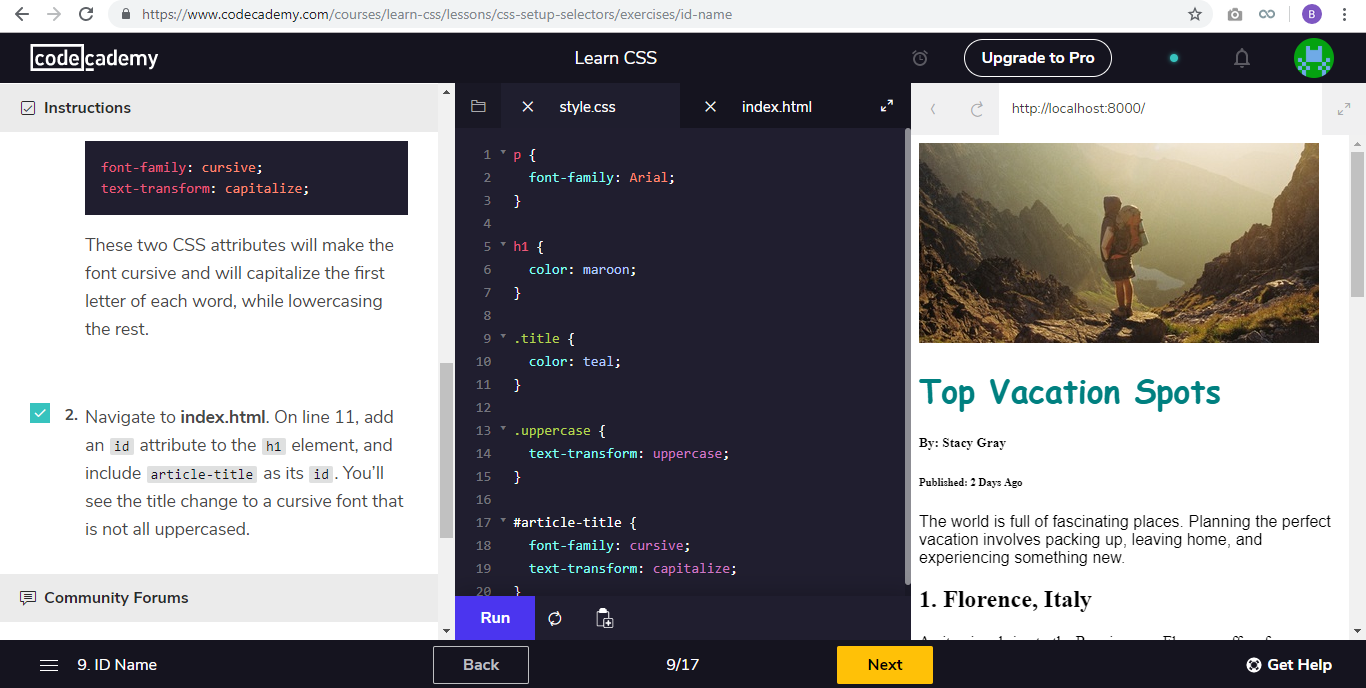 https://www.codecademy.com/courses/learn-css/lessons/css-setup-selectors/exercises/id-name
B
codecademy
Learn CSS
Upgrade to Pro
Instructions
font-family: cursive;
text-transform: capitalize;
These two CSS attributes will make the
font cursive and will capitalize the first
letter of each word, while lowercasing
the rest.
2. Navigate to index.html. On line 11, add
an id attribute to the h1 element, and
include article-title as its id. You'll
see the title change to a cursive font that
is not all uppercased.
Community Forums
style.css
index.html
1 p {
2 font-family: Arial;
3 }
4
5 h1 {
6 color: maroon;
7 }
8
9 .title {
10 color: teal;
11 }
12
13 .uppercase {
14 text-transform: uppercase;
15 }
16
17 #article-title {
18 font-family: cursive;
19 text-transform: capitalize;
20 }
Run
http://localhost:8000/
Top Vacation Spots
By: Stacy Gray
Published: 2 Days Ago
The world is full of fascinating places. Planning the perfect
vacation involves packing up, leaving home, and
experiencing something new.
1. Florence, Italy
9. ID Name
Back
9/17
Next
Get Help